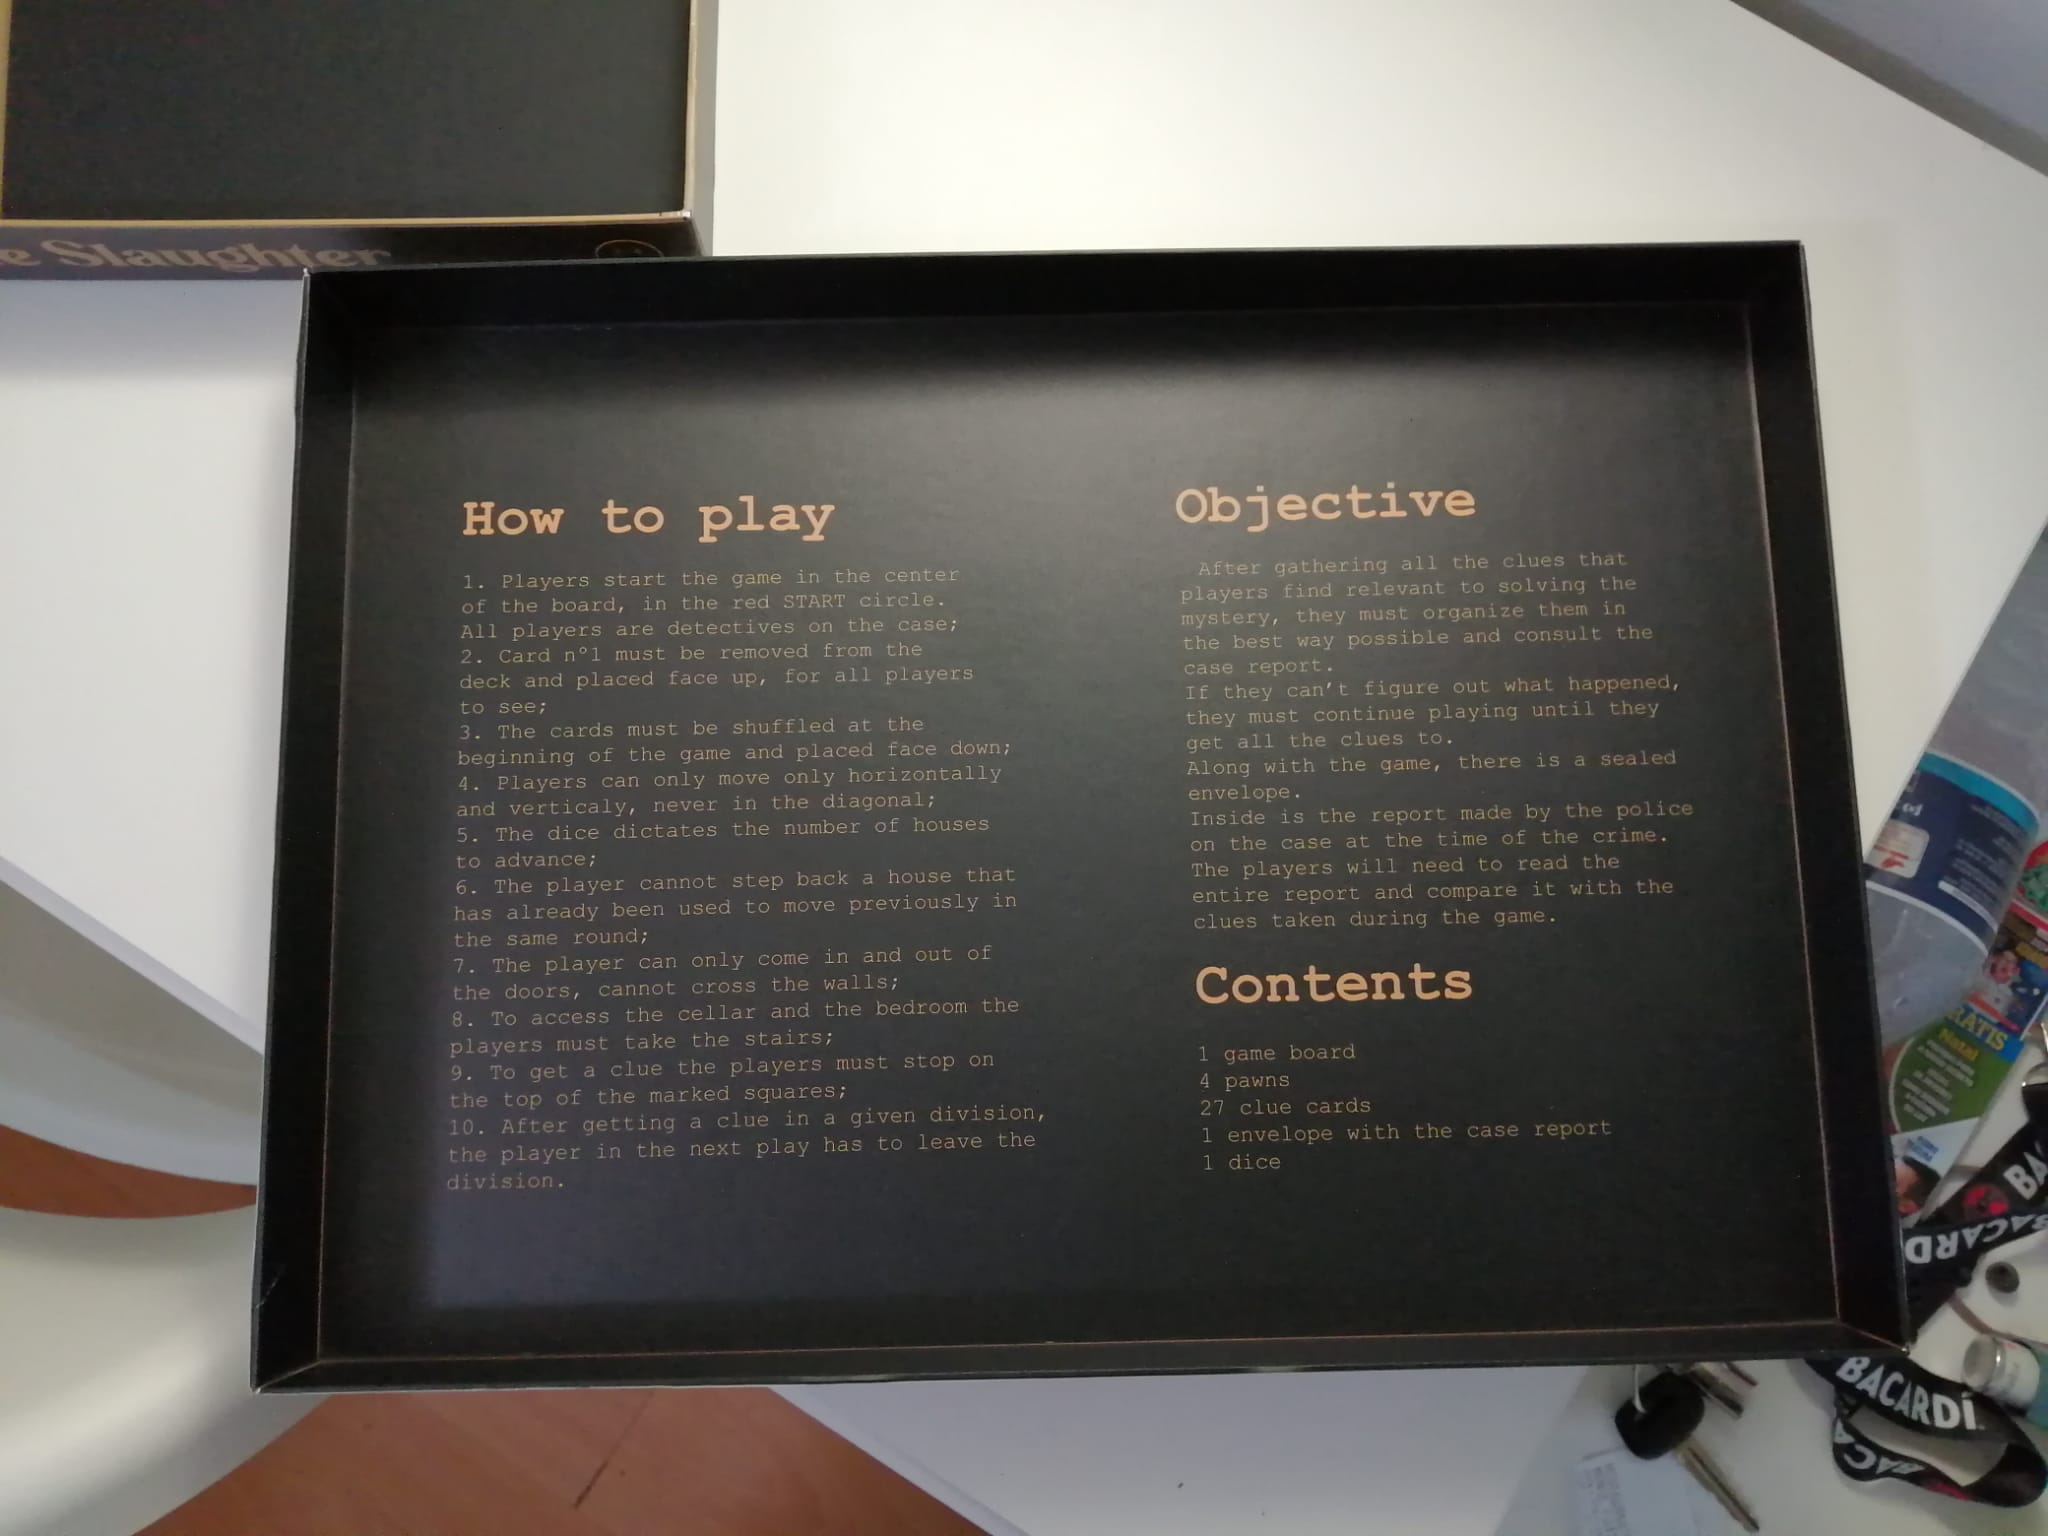 e Slaughter
How to play
1. Players start the game in the center
of the board, in the red START circle.
All players are detectives on the case;
2. Card nº1 must be removed from the
deck and placed face up, for all players
to see;
3. The cards must be shuffled at the
beginning of the game and placed face down;
4. Players can only move only horizontally
and verticaly, never in the diagonal;
5. The dice dictates the number of houses
to advance;
6. The player cannot step back a house that
has already been used to move previously in
the same round;
7. The player can only come in and out of
the doors, cannot cross the walls;
8. To access the cellar and the bedroom the
players must take the stairs;
9. To get a clue the players must stop on
the top of the marked squares;
10. After getting a clue in a given division,
the player in the next play has to leave the
division.
Objective
After gathering all the clues that
players find relevant to solving the
mystery, they must organize them in
the best way possible and consult the
case report.
If they can't figure out what happened,
they must continue playing until they
get all the clues to.
Along with the game, there is a sealed
envelope.
Inside is the report made by the police
on the case at the time of the crime.
The players will need to read the
entire report and compare it with the
clues taken during the game.
Contents
1 game board
4 pawns
27 clue cards
1 envelope with the case report
1 dice
RATIS
Natal
BA
BACARD
BACARDÍ
BACA